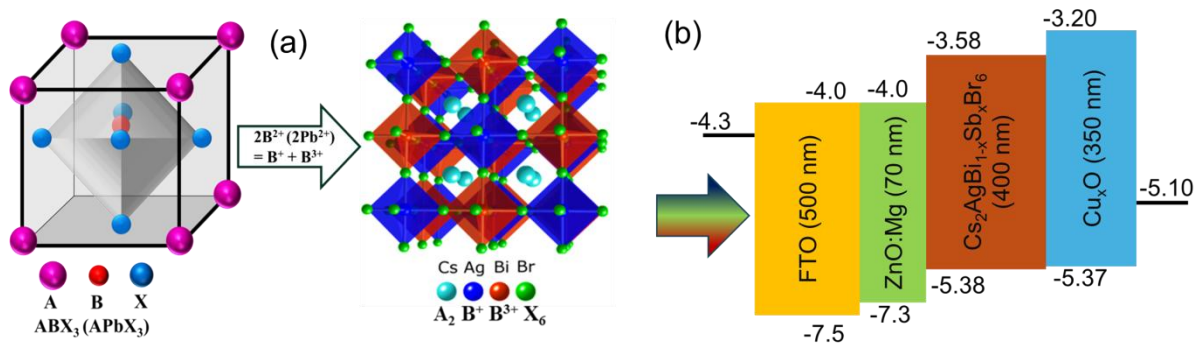 (a)
A B X
ABX₃ (APbX₃)
2B²⁺ (2Pb²⁺)
= B⁺ + B³⁺
Cs Ag Bi Br
A₂ B⁺ B³⁺ X₆
(b)
-4.3
-4.0
FTO (500 nm)
-7.5
-4.0
ZnO:Mg (70 nm)
-7.3
-3.58
Cs₂AgBi₁₋ₓSbₓBr₆
(400 nm)
-5.38
-3.20
CuₓO (350 nm)
-5.37
-5.10